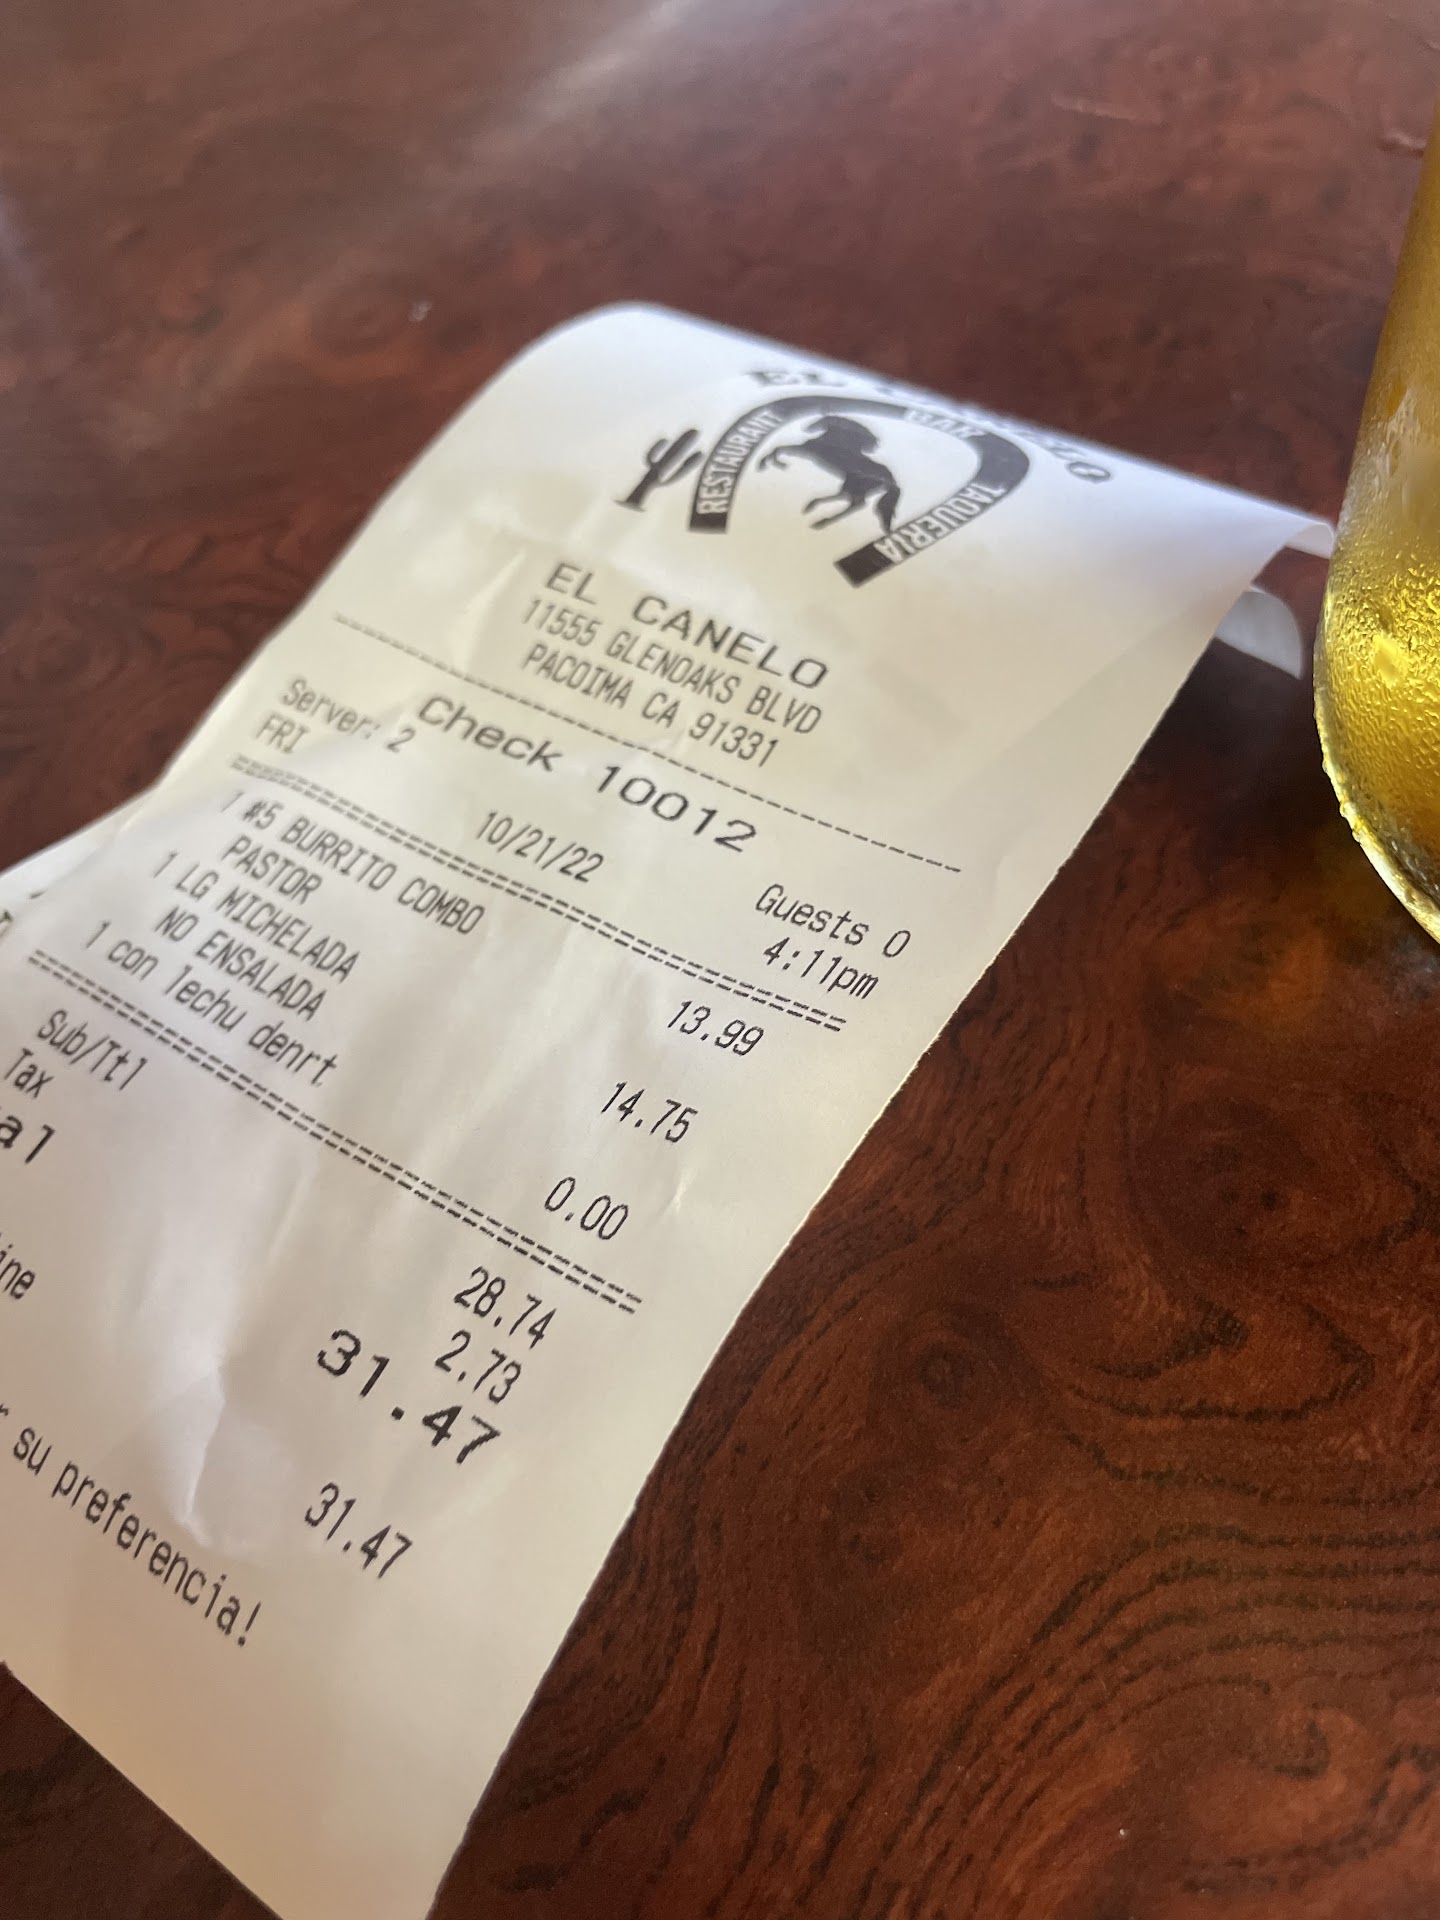 EL CANELO
RESTAURANT BAR TAQUERIA
EL CANELO
11555 GLENOAKS BLVD
PACOIMA CA 91331
Check 10012
Server: 2 Guests 0
FRI 10/21/22 4:11pm
1 #5 BURRITO COMBO 13.99
PASTOR
1 LG MICHELADA 14.75
NO ENSALADA
1 con lechu denrt 0.00
Sub/Ttl 28.74
Tax 2.73
al 31.47
ine 31.47
r su preferencia!